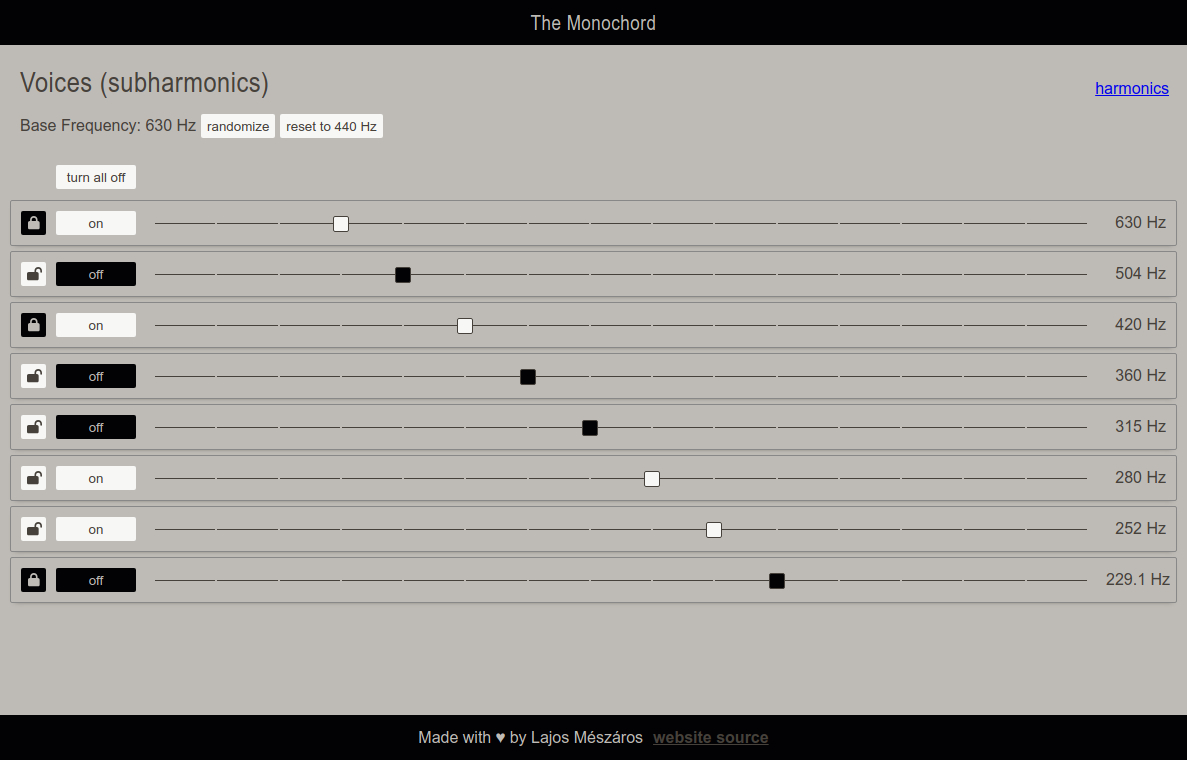 The Monochord
Voices (subharmonics)
harmonics
Base Frequency: 630 Hz randomize reset to 440 Hz
turn all off
on 630 Hz
off 504 Hz
on 420 Hz
off 360 Hz
off 315 Hz
on 280 Hz
on 252 Hz
off 229.1 Hz
Made with ♥ by Lajos Mészáros website source